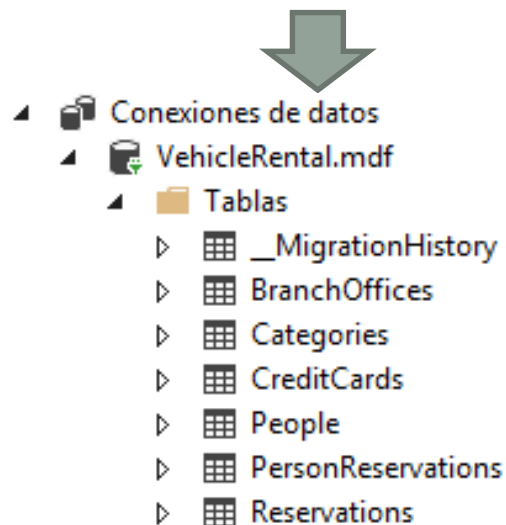 Conexiones de datos
VehicleRental.mdf
Tablas
__MigrationHistory
BranchOffices
Categories
CreditCards
People
PersonReservations
Reservations